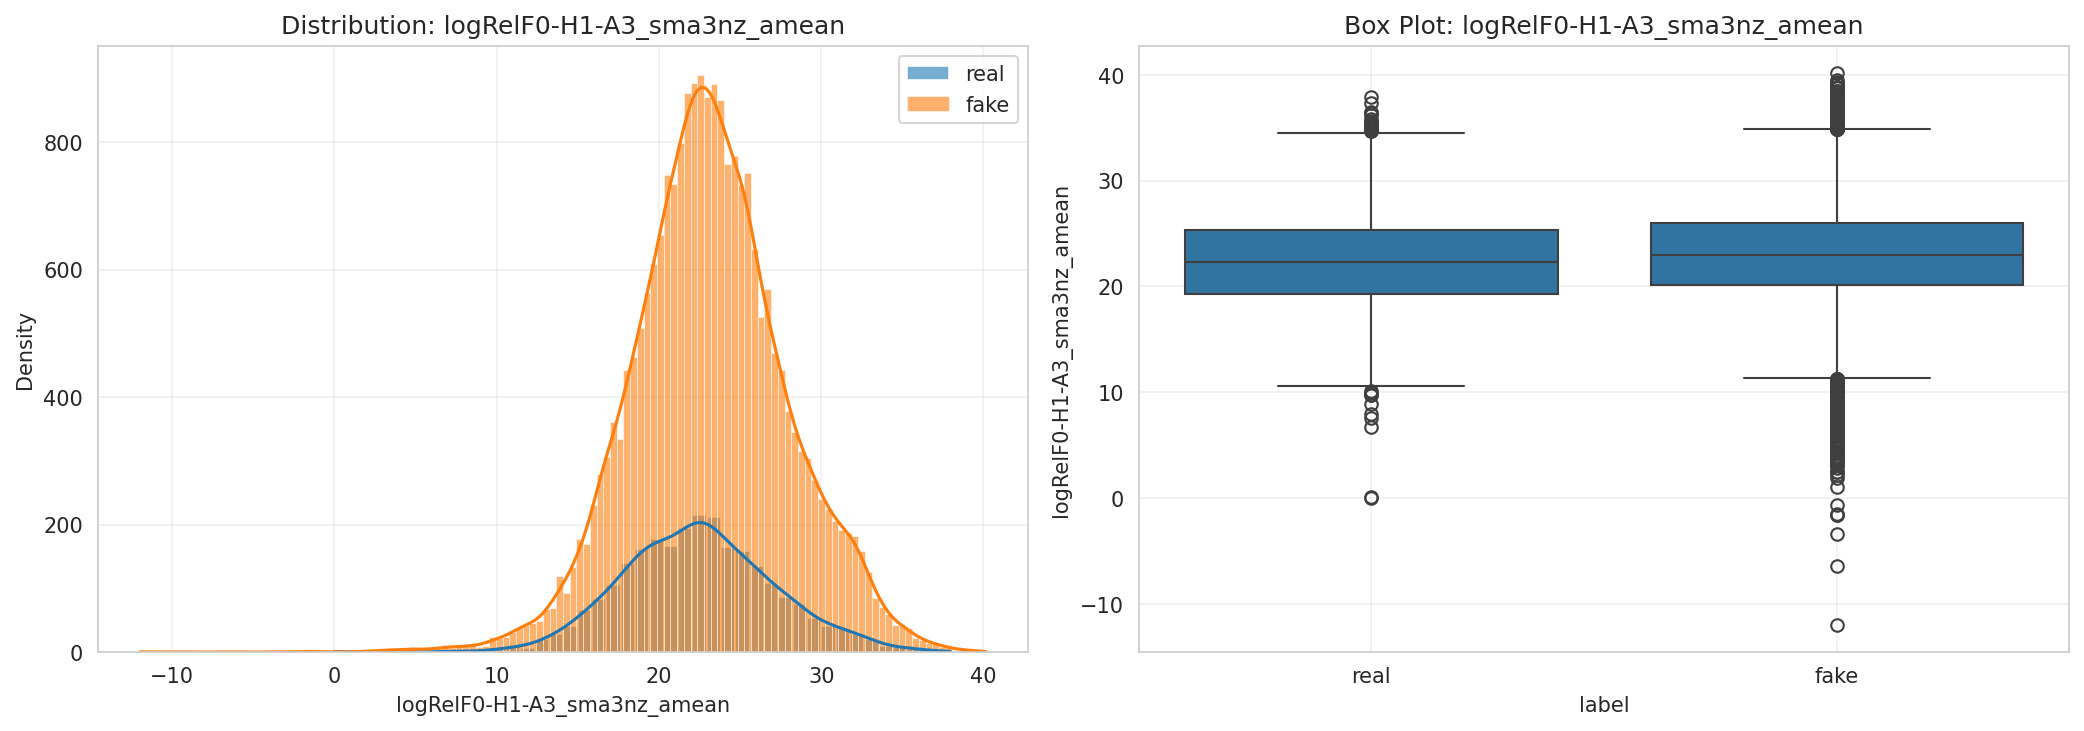 Distribution: logRelF0-H1-A3_sma3nz_amean
real
fake
Density
800
600
400
200
0
−10
0
10
20
30
40
logRelF0-H1-A3_sma3nz_amean
Box Plot: logRelF0-H1-A3_sma3nz_amean
logRelF0-H1-A3_sma3nz_amean
40
30
20
10
0
−10
real
fake
label